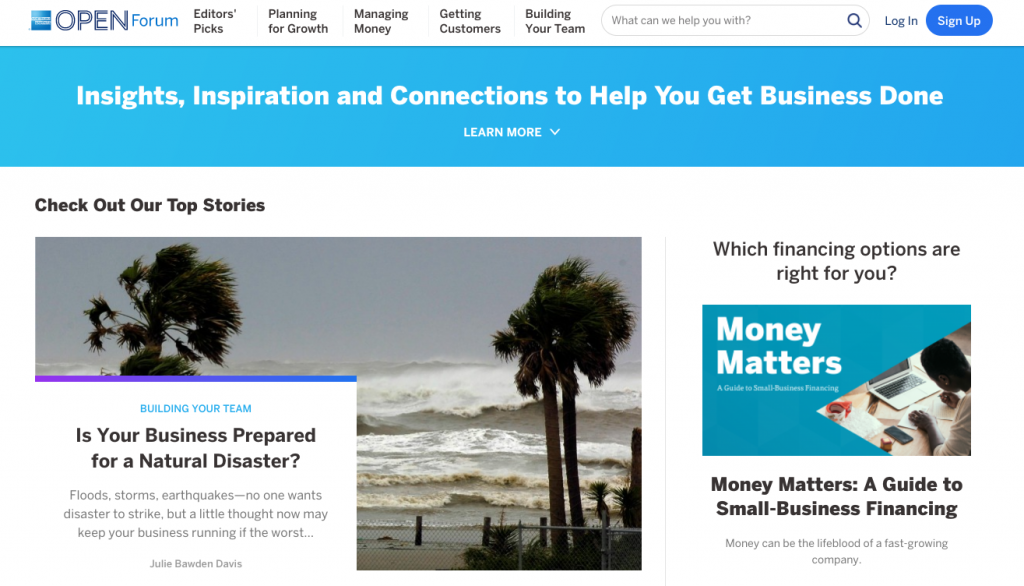 OPEN Forum
Editors'
Picks
Planning
for Growth
Managing
Money
Getting
Customers
Building
Your Team
What can we help you with?
Log In
Sign Up
Insights, Inspiration and Connections to Help You Get Business Done
LEARN MORE
Check Out Our Top Stories
BUILDING YOUR TEAM
Is Your Business Prepared
for a Natural Disaster?
Floods, storms, earthquakes—no one wants
disaster to strike, but a little thought now may
keep your business running if the worst...
Julie Bawden Davis
Which financing options are
right for you?
Money
Matters
A Guide to Small-Business Financing
Money Matters: A Guide to
Small-Business Financing
Money can be the lifeblood of a fast-growing
company.